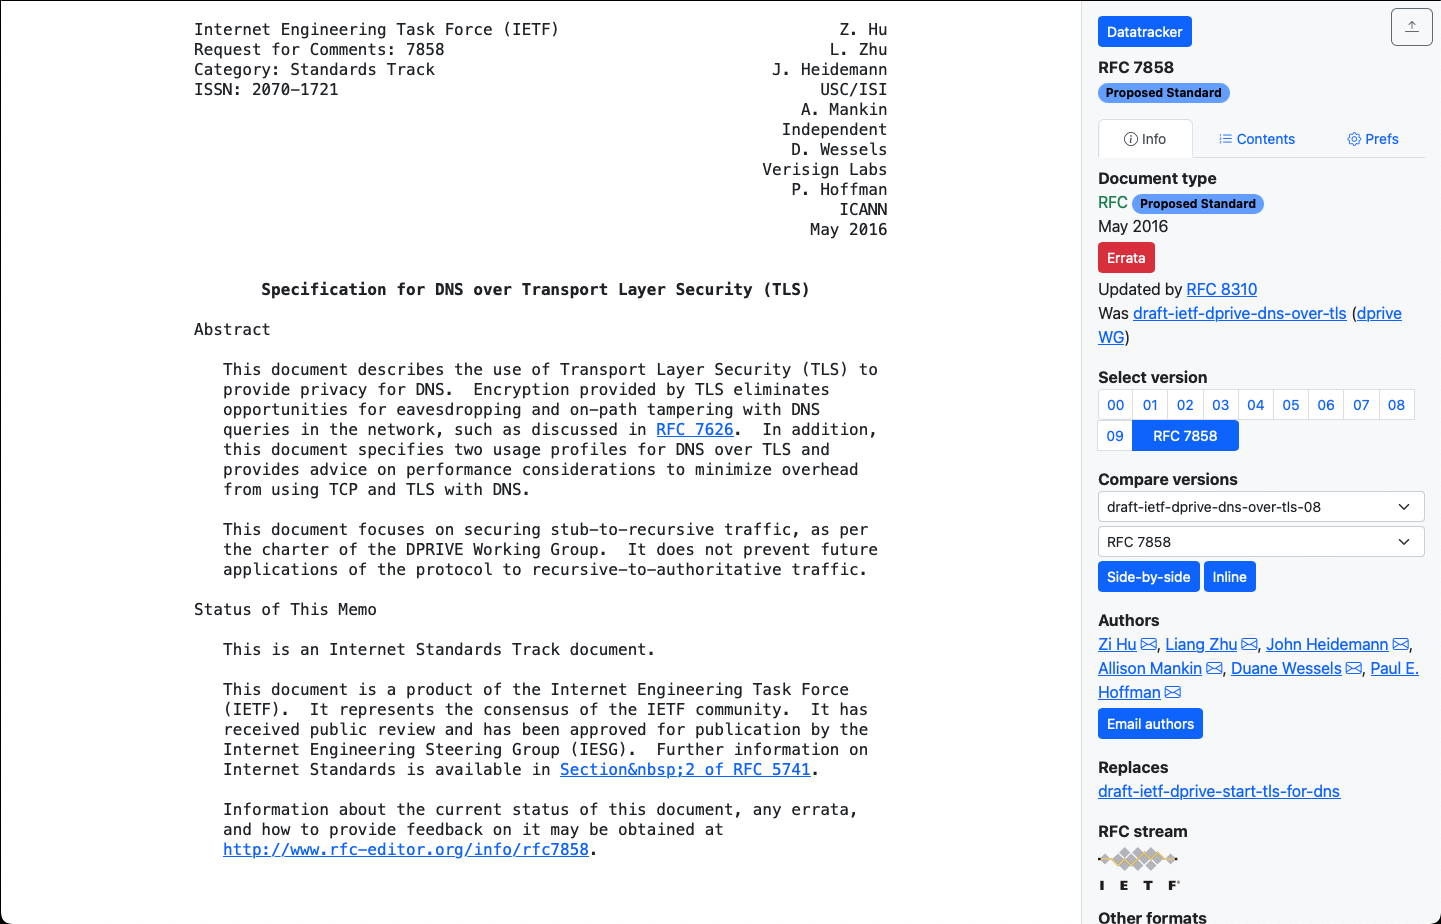 Internet Engineering Task Force (IETF) Z. Hu
Request for Comments: 7858 L. Zhu
Category: Standards Track J. Heidemann
ISSN: 2070-1721 USC/ISI
A. Mankin
Independent
D. Wessels
Verisign Labs
P. Hoffman
ICANN
May 2016
Specification for DNS over Transport Layer Security (TLS)
Abstract
This document describes the use of Transport Layer Security (TLS) to
provide privacy for DNS. Encryption provided by TLS eliminates
opportunities for eavesdropping and on-path tampering with DNS
queries in the network, such as discussed in RFC 7626. In addition,
this document specifies two usage profiles for DNS over TLS and
provides advice on performance considerations to minimize overhead
from using TCP and TLS with DNS.
This document focuses on securing stub-to-recursive traffic, as per
the charter of the DPRIVE Working Group. It does not prevent future
applications of the protocol to recursive-to-authoritative traffic.
Status of This Memo
This is an Internet Standards Track document.
This document is a product of the Internet Engineering Task Force
(IETF). It represents the consensus of the IETF community. It has
received public review and has been approved for publication by the
Internet Engineering Steering Group (IESG). Further information on
Internet Standards is available in Section&nbsp;2 of RFC 5741.
Information about the current status of this document, any errata,
and how to provide feedback on it may be obtained at
http://www.rfc-editor.org/info/rfc7858.
Datatracker
RFC 7858
Proposed Standard
Info Contents Prefs
Document type
RFC Proposed Standard
May 2016
Errata
Updated by RFC 8310
Was draft-ietf-dprive-dns-over-tls (dprive
WG)
Select version
00 01 02 03 04 05 06 07 08
09 RFC 7858
Compare versions
draft-ietf-dprive-dns-over-tls-08
RFC 7858
Side-by-side Inline
Authors
Zi Hu, Liang Zhu, John Heidemann,
Allison Mankin, Duane Wessels, Paul E.
Hoffman
Email authors
Replaces
draft-ietf-dprive-start-tls-for-dns
RFC stream
I E T F
Other formats